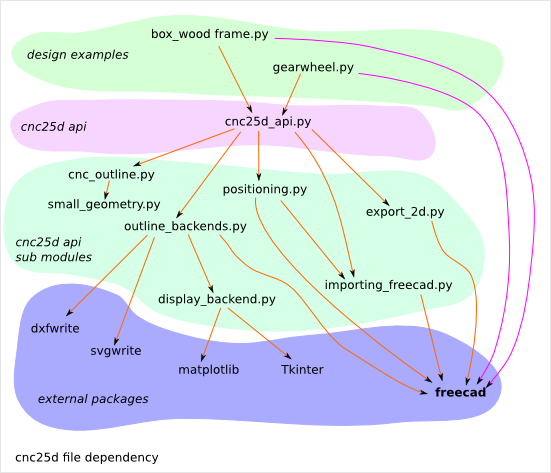 box_wood frame.py
design examples
gearwheel.py
cnc25d api
cnc25d_api.py
cnc_outline.py
positioning.py
small_geometry.py
export_2d.py
outline_backends.py
cnc25d api
sub modules
importing_freecad.py
display_backend.py
dxfwrite
svgwrite
matplotlib
Tkinter
freecad
external packages
cnc25d file dependency